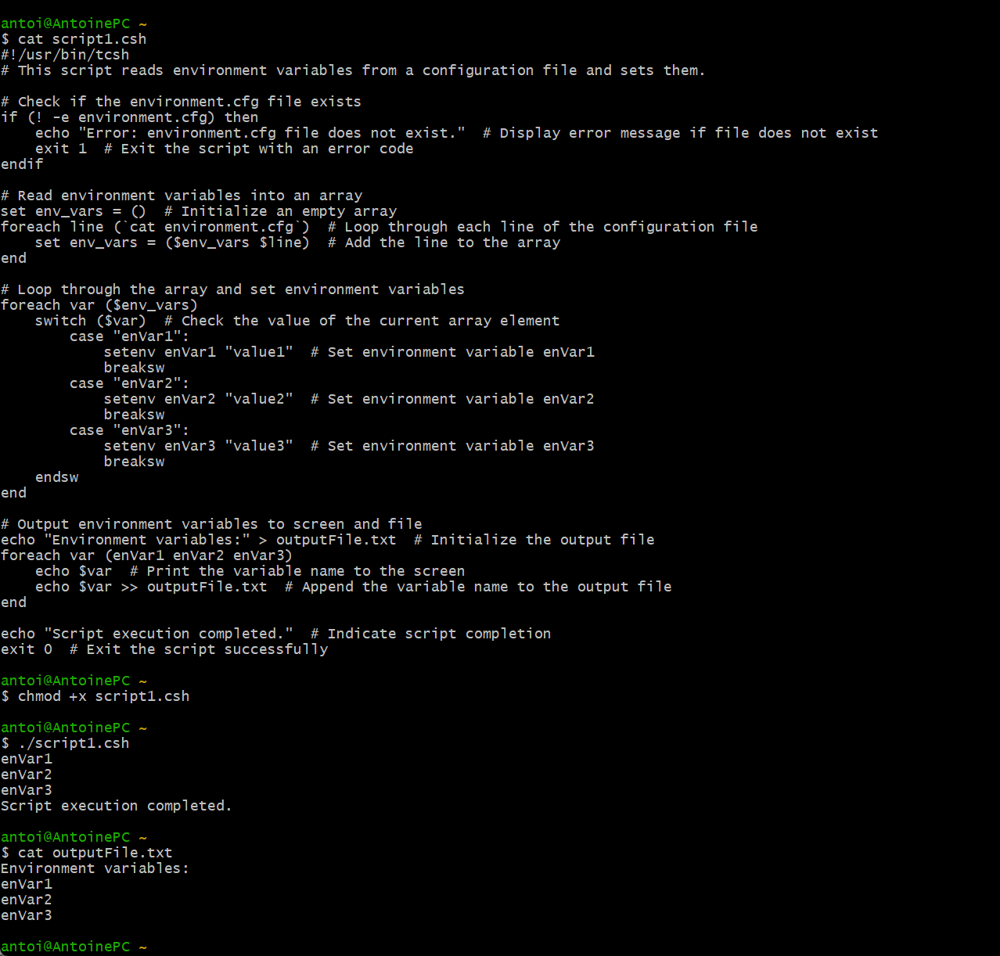 antoi@AntoinePC ~
$ cat script1.csh
#!/usr/bin/tcsh
# This script reads environment variables from a configuration file and sets them.

# Check if the environment.cfg file exists
if (! -e environment.cfg) then
    echo "Error: environment.cfg file does not exist."  # Display error message if file does not exist
    exit 1  # Exit the script with an error code
endif

# Read environment variables into an array
set env_vars = ()  # Initialize an empty array
foreach line (`cat environment.cfg`)  # Loop through each line of the configuration file
    set env_vars = ($env_vars $line)  # Add the line to the array
end

# Loop through the array and set environment variables
foreach var ($env_vars)
    switch ($var)  # Check the value of the current array element
        case "enVar1":
            setenv enVar1 "value1"  # Set environment variable enVar1
            breaksw
        case "enVar2":
            setenv enVar2 "value2"  # Set environment variable enVar2
            breaksw
        case "enVar3":
            setenv enVar3 "value3"  # Set environment variable enVar3
            breaksw
    endsw
end

# Output environment variables to screen and file
echo "Environment variables:" > outputFile.txt  # Initialize the output file
foreach var (enVar1 enVar2 enVar3)
    echo $var  # Print the variable name to the screen
    echo $var >> outputFile.txt  # Append the variable name to the output file
end

echo "Script execution completed."  # Indicate script completion
exit 0  # Exit the script successfully

antoi@AntoinePC ~
$ chmod +x script1.csh

antoi@AntoinePC ~
$ ./script1.csh
enVar1
enVar2
enVar3
Script execution completed.

antoi@AntoinePC ~
$ cat outputFile.txt
Environment variables:
enVar1
enVar2
enVar3

antoi@AntoinePC ~